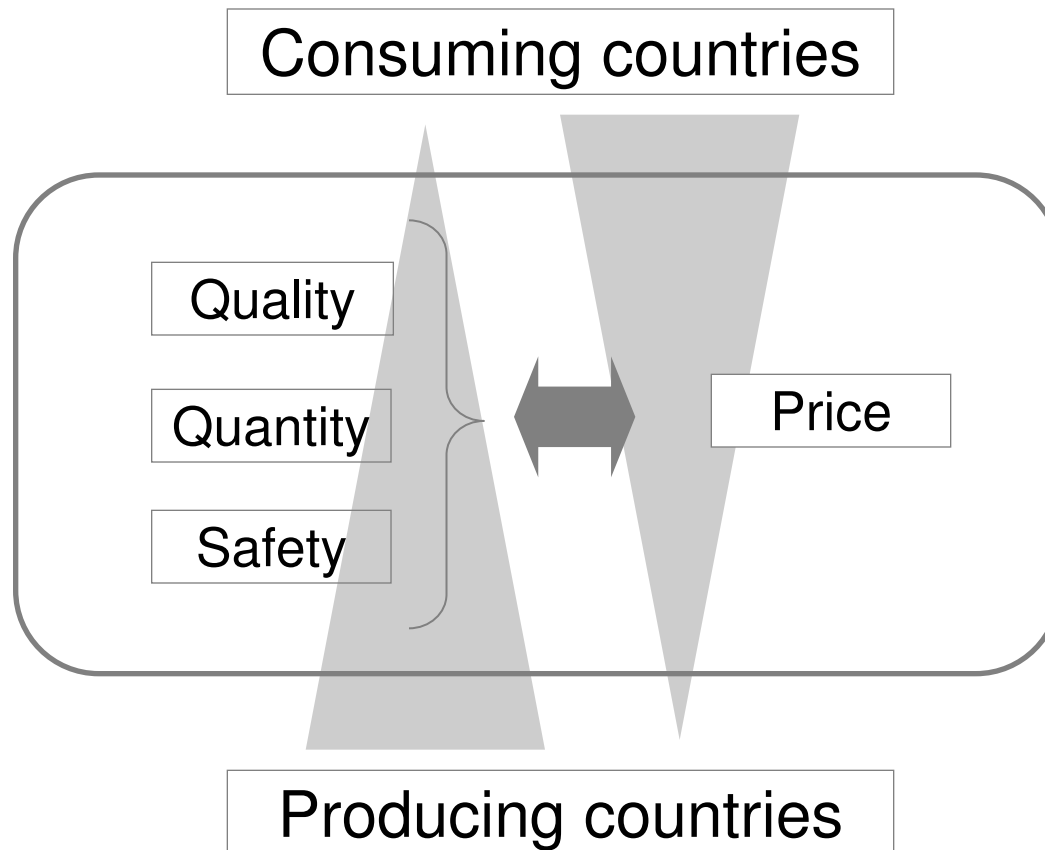 Consuming countries
Quality
Quantity
Price
Safety
Producing countries